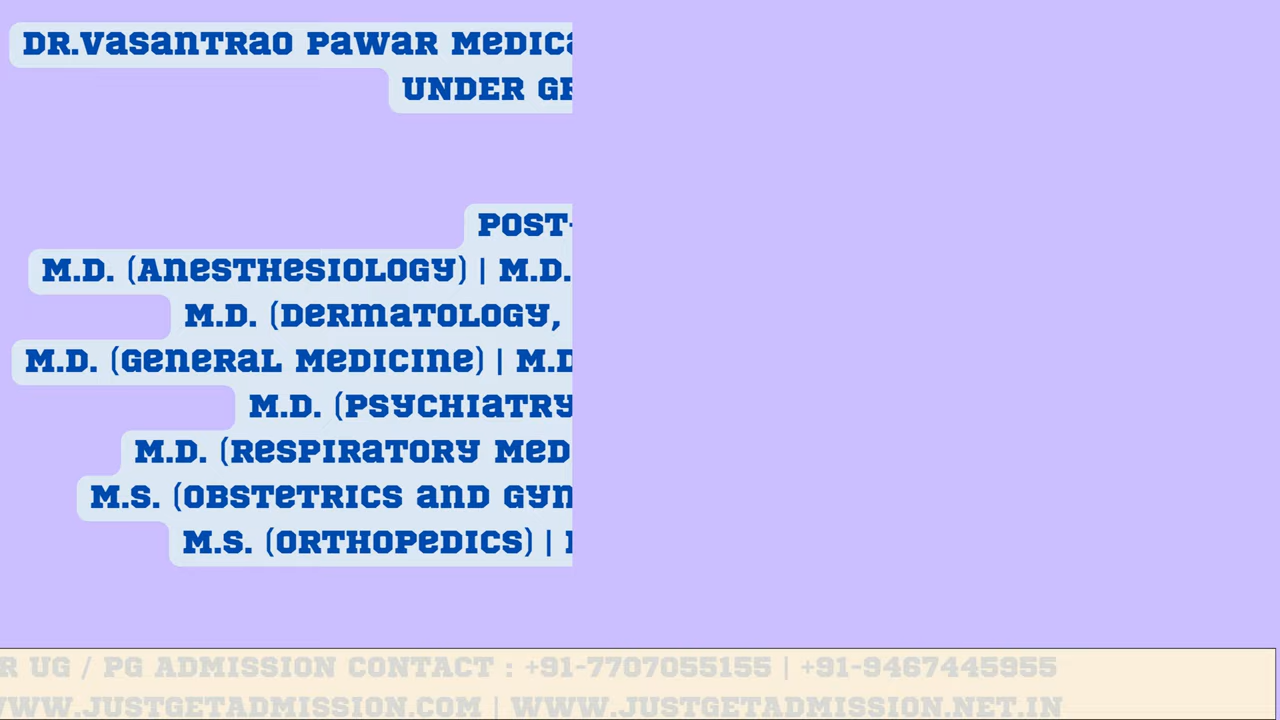 DR.Vasantrao Pawar Medic
UNDER
POST-
M.D. (Anesthesiology) | M.D.
M.D. (Dermatology,
M.D. (General Medicine) | M.D
M.D. (Psychiatry
M.D. (Respiratory Med
M.S. (Obstetrics and Gyn
M.S. (Orthopedics) |
R UG / PG ADMISSION CONTACT : +91-7707055155 | +91-9467445955
WWW.JUSTGETADMISSION.COM | WWW.JUSTGETADMISSION.NET.IN